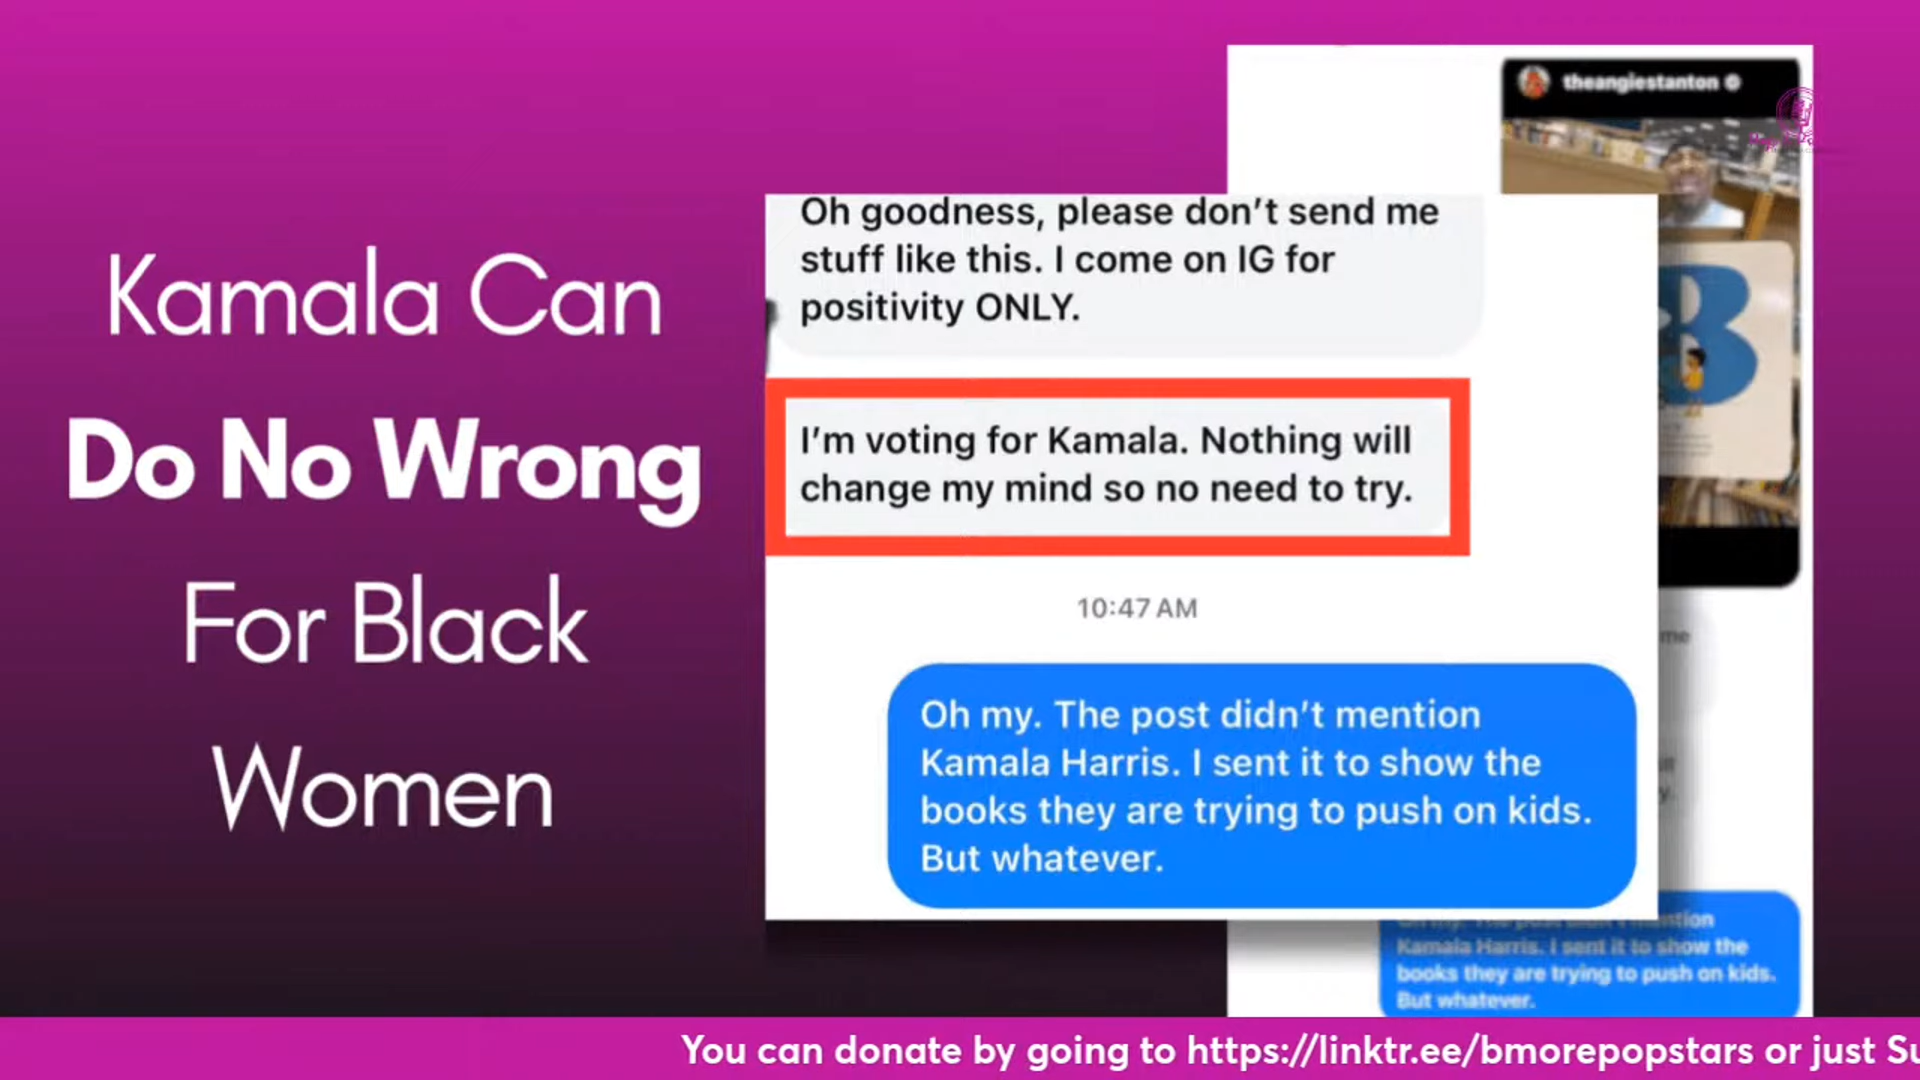 Kamala Can
Do No Wrong
For Black
Women
theangiestanton
Oh goodness, please don’t send me
stuff like this. I come on IG for
positivity ONLY.
I’m voting for Kamala. Nothing will
change my mind so no need to try.
10:47 AM
Oh my. The post didn’t mention
Kamala Harris. I sent it to show the
books they are trying to push on kids.
But whatever.
B
me
Kamala Harris. I sent it to show the
books they are trying to push on kids.
But whatever.
You can donate by going to https://linktr.ee/bmorepopstars or just Su